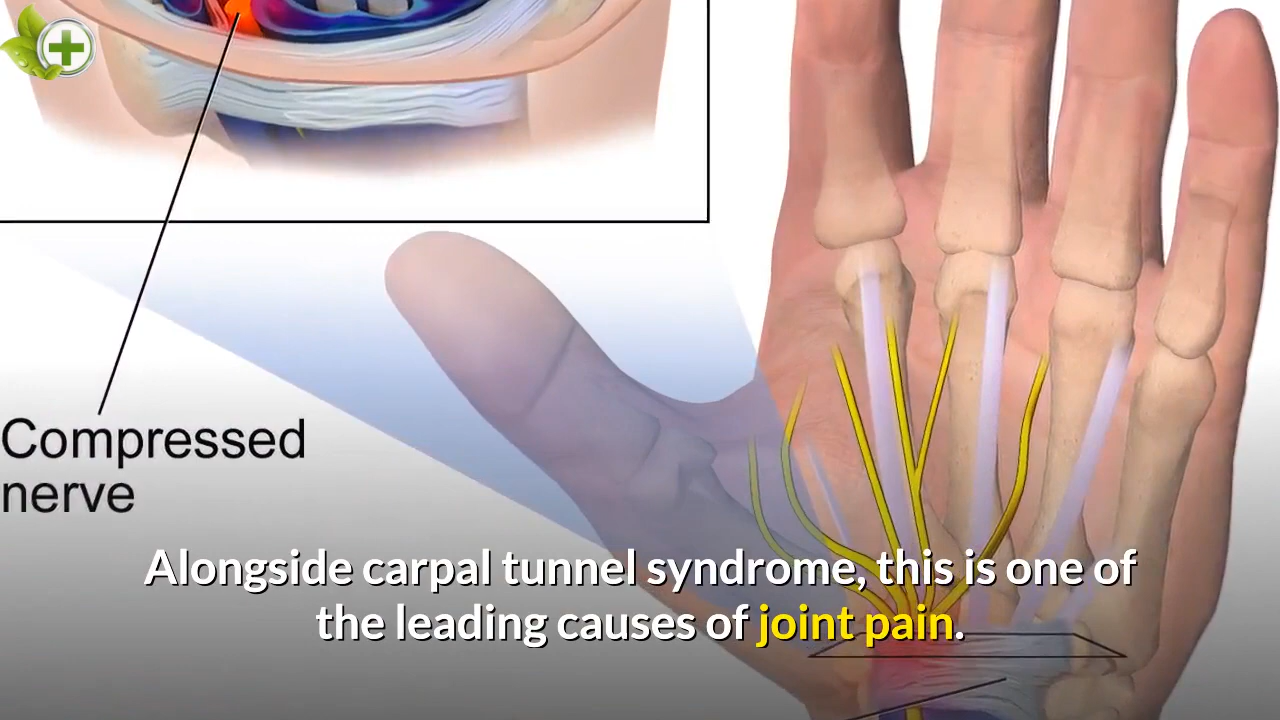 Compressed
nerve
Alongside carpal tunnel syndrome, this is one of
the leading causes of joint pain.